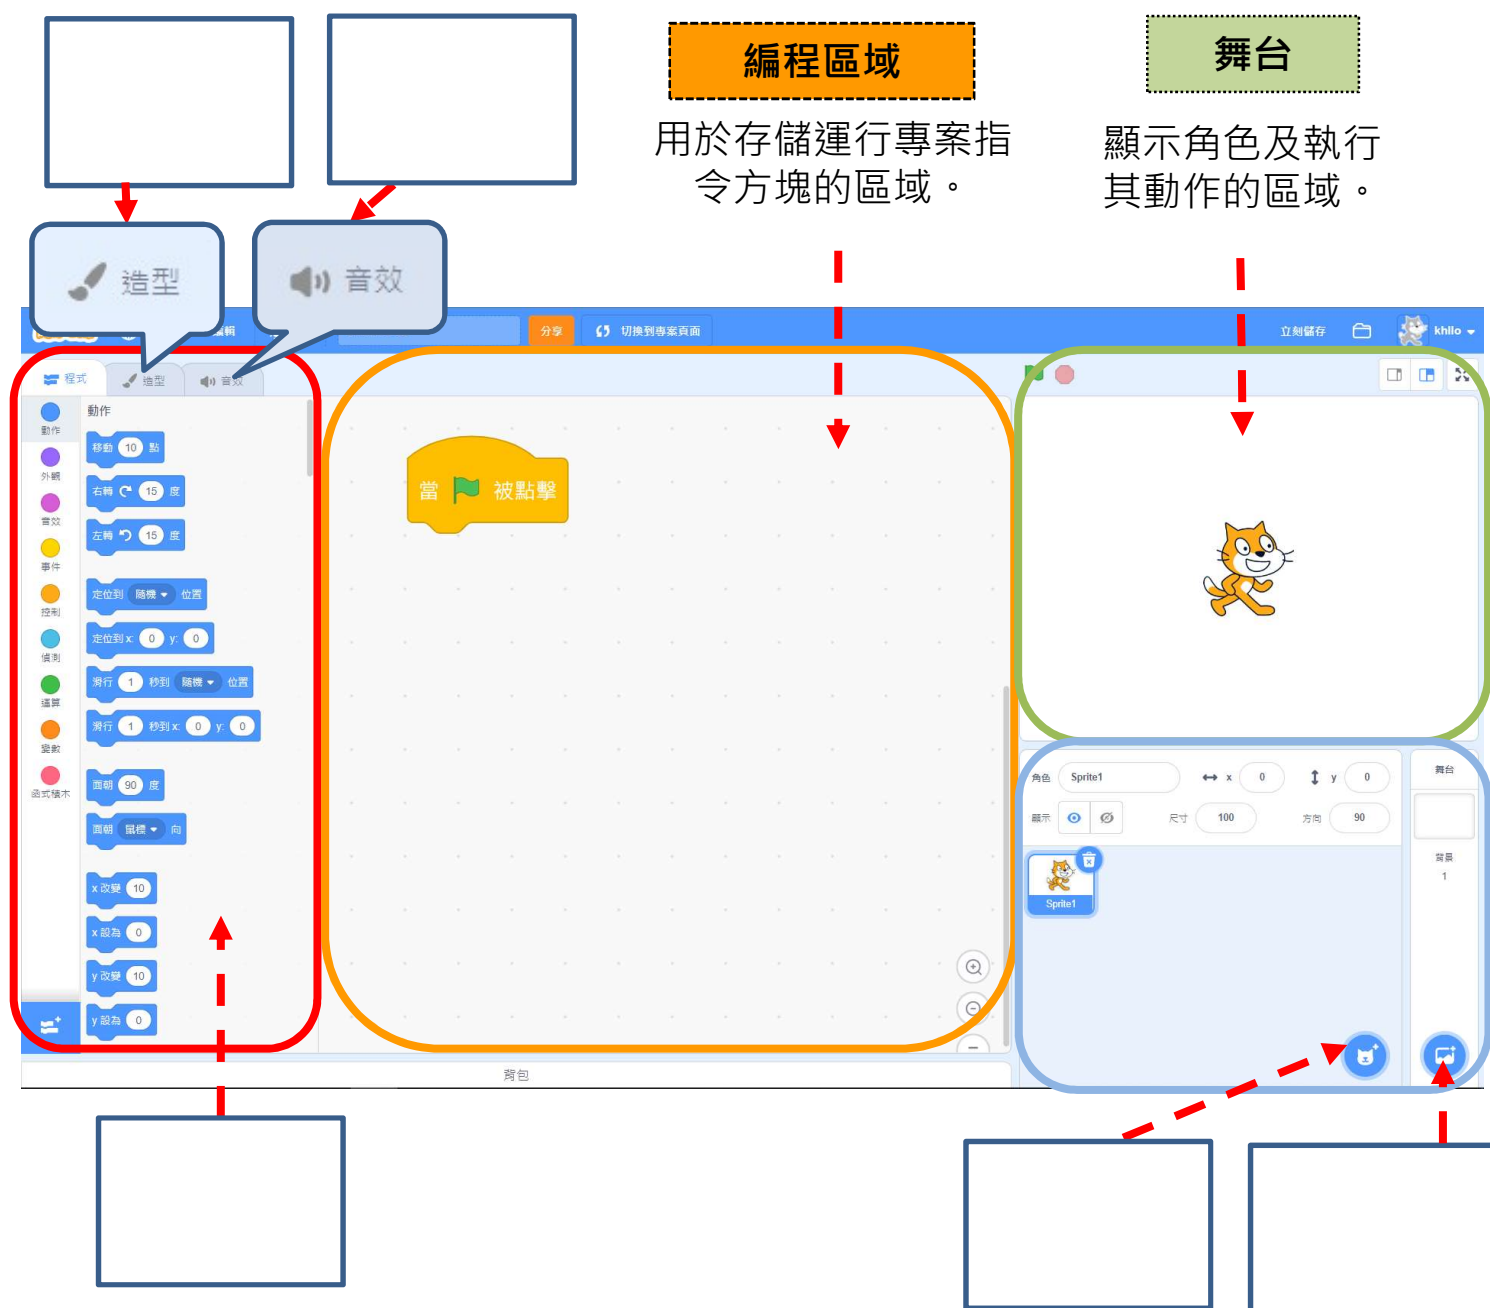 編程區域
用於存儲運行專案指
令方塊的區域。
舞台
顯示角色及執行
其動作的區域。
造型
音效
編輯
分享
切換到專案頁面
立刻儲存
khllo
程式
造型
音效
動作
外觀
音效
事件
控制
偵測
運算
變數
函式積木
動作
移動 10 點
右轉 15 度
左轉 15 度
定位到 隨機 位置
定位到 x: 0 y: 0
滑行 1 秒到 隨機 位置
滑行 1 秒到 x: 0 y: 0
面朝 90 度
面朝 鼠標 向
x 改變 10
x 設為 0
y 改變 10
y 設為 0
當 被點擊
背包
角色 Sprite1 x 0 y 0
顯示 尺寸 100 方向 90
Sprite1
舞台
背景
1